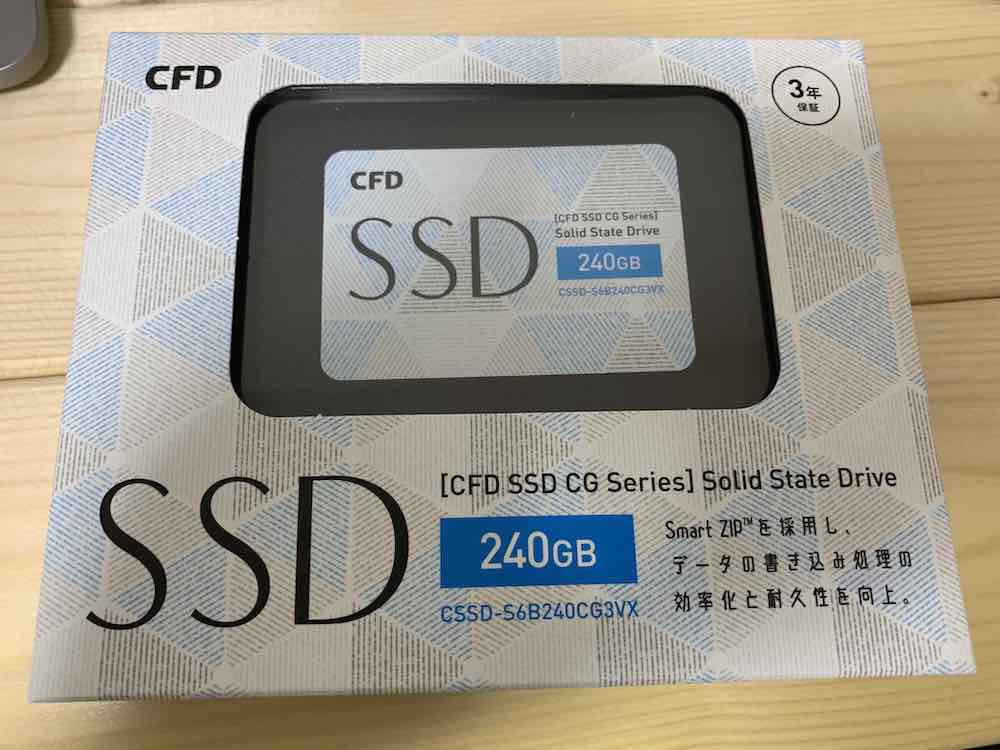 CFD
3年
保証
CFD
SSD
[CFD SSD CG Series]
Solid State Drive
240GB
CSSD-S6B240CG3VX
SSD
[CFD SSD CG Series] Solid State Drive
240GB
CSSD-S6B240CG3VX
Smart ZIP™を採用し、
データの書き込み処理の
効率化と耐久性を向上。